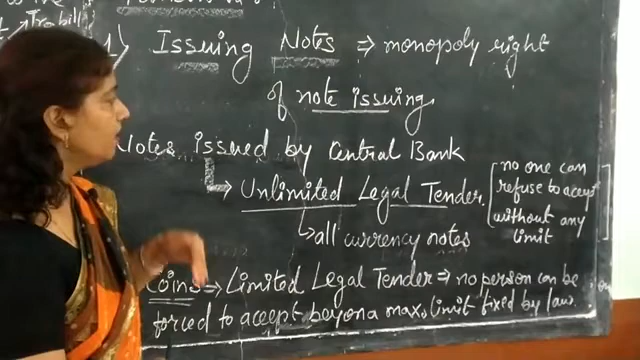 1) Issuing Notes ⇒ monopoly right
of note issuing.
Notes issued by Central Bank
→ Unlimited Legal Tender. [no one can
refuse to accept
without any
limit]
→ all currency notes
Coins ⇒ Limited Legal Tender ⇒ no person can be
forced to accept beyond a max. limit fixed by law.